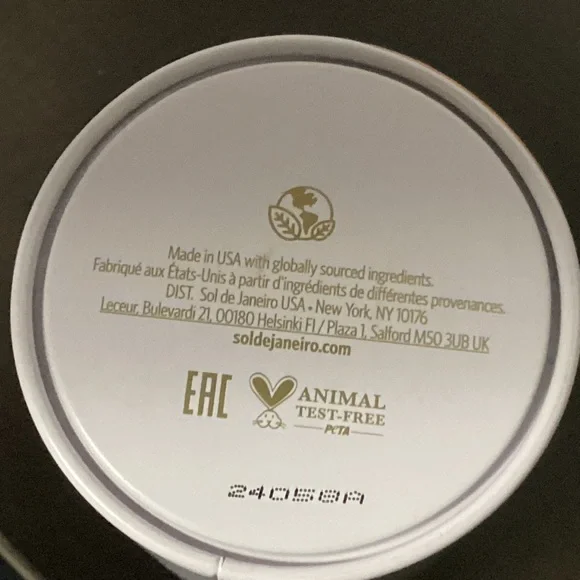 Made in USA with globally sourced ingredients.
Fabriqué aux États-Unis à partir d'ingrédients de différentes provenances.
DIST. Sol de Janeiro USA • New York, NY 10176
Leceur, Bulevardi 21, 00180 Helsinki FI / Plaza 1, Salford M50 3UB UK
soldejaneiro.com
EAC
ANIMAL
TEST-FREE
PETA
24058A